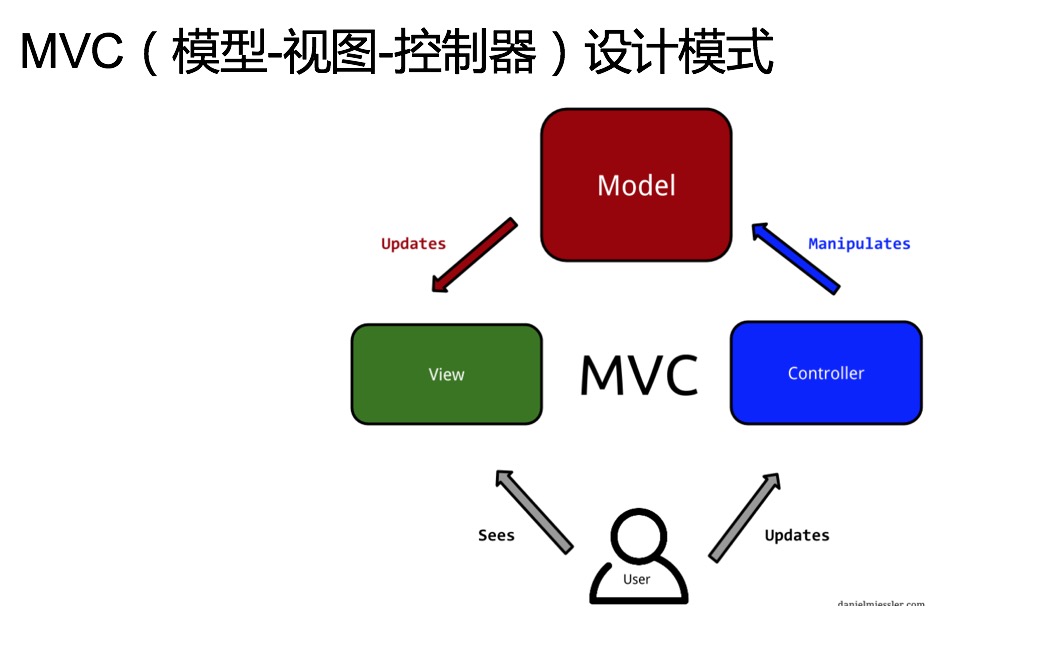 MVC（模型-视图-控制器）设计模式
Model
Updates
Manipulates
View
MVC
Controller
Sees
Updates
User
danielmiessler.com